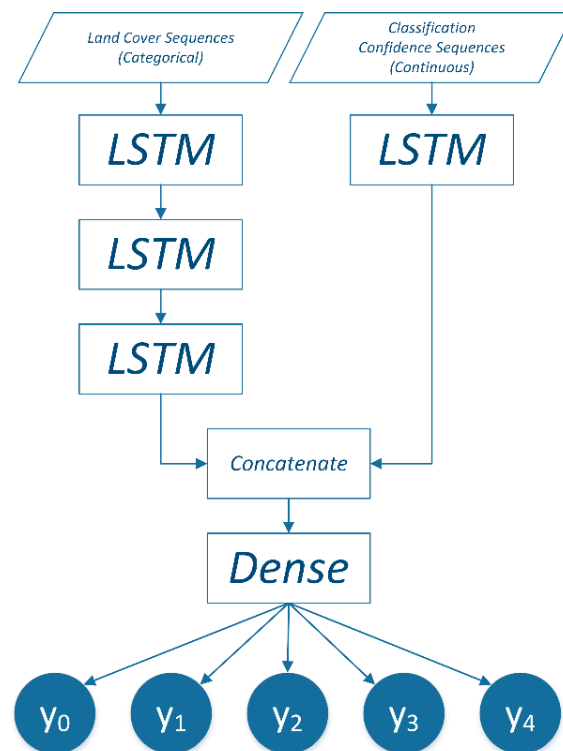 Land Cover Sequences
(Categorical)
Classification
Confidence Sequences
(Continuous)
LSTM
LSTM
LSTM
LSTM
Concatenate
Dense
y₀ y₁ y₂ y₃ y₄